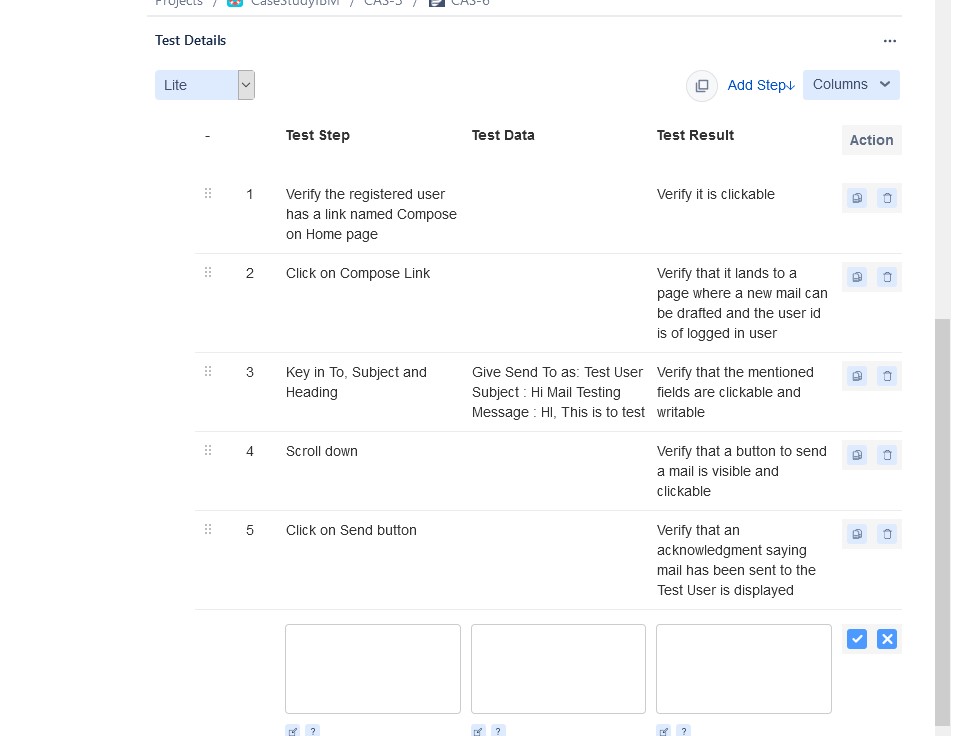 Projects / CaseStudyIBM / CAS-5 / CAS-6
Test Details
Lite
Add Step↓
Columns
- Test Step Test Data Test Result Action
1 Verify the registered user Verify it is clickable
has a link named Compose
on Home page
2 Click on Compose Link Verify that it lands to a
page where a new mail can
be drafted and the user id
is of logged in user
3 Key in To, Subject and Give Send To as: Test User Verify that the mentioned
Heading Subject : Hi Mail Testing fields are clickable and
Message : HI, This is to test writable
4 Scroll down Verify that a button to send
a mail is visible and
clickable
5 Click on Send button Verify that an
acknowledgment saying
mail has been sent to the
Test User is displayed
? ? ?